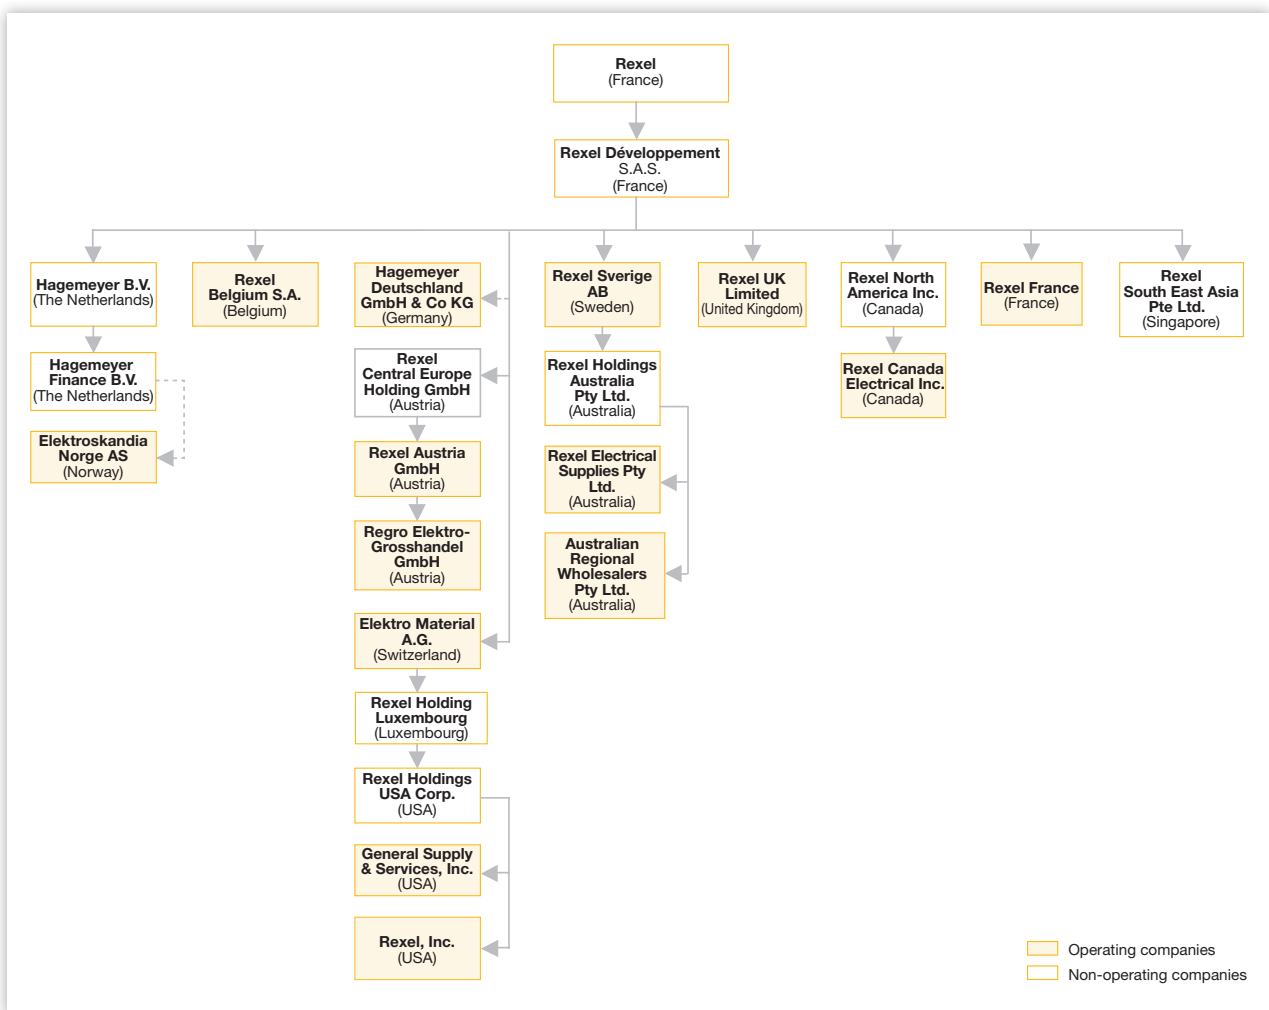 Rexel
(France)
Rexel Développement
S.A.S.
(France)
Hagemeyer B.V.
(The Netherlands)
Hagemeyer
Finance B.V.
(The Netherlands)
Elektroskandia
Norge AS
(Norway)
Rexel
Belgium S.A.
(Belgium)
Hagemeyer
Deutschland
GmbH & Co KG
(Germany)
Rexel
Central Europe
Holding GmbH
(Austria)
Rexel Austria
GmbH
(Austria)
Regro Elektro-
Grosshandel
GmbH
(Austria)
Elektro Material
A.G.
(Switzerland)
Rexel Holding
Luxembourg
(Luxembourg)
Rexel Holdings
USA Corp.
(USA)
General Supply
& Services, Inc.
(USA)
Rexel, Inc.
(USA)
Rexel Sverige
AB
(Sweden)
Rexel Holdings
Australia
Pty Ltd.
(Australia)
Rexel Electrical
Supplies Pty
Ltd.
(Australia)
Australian
Regional
Wholesalers
Pty Ltd.
(Australia)
Rexel UK
Limited
(United Kingdom)
Rexel North
America Inc.
(Canada)
Rexel Canada
Electrical Inc.
(Canada)
Rexel France
(France)
Rexel
South East Asia
Pte Ltd.
(Singapore)
Operating companies
Non-operating companies